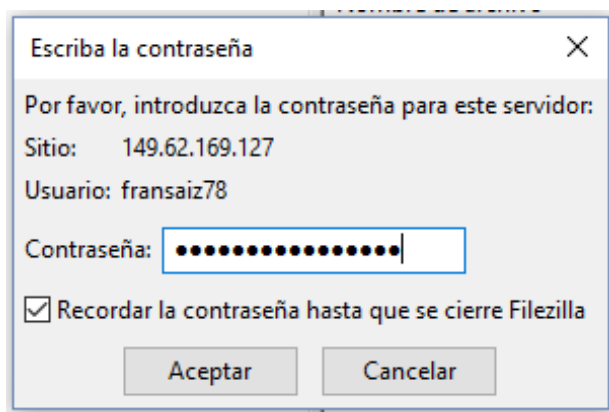 Escriba la contraseña
Por favor, introduzca la contraseña para este servidor:
Sitio: 149.62.169.127
Usuario: fransaiz78
Contraseña: ●●●●●●●●●●●●●●●●
Recordar la contraseña hasta que se cierre Filezilla
Aceptar Cancelar